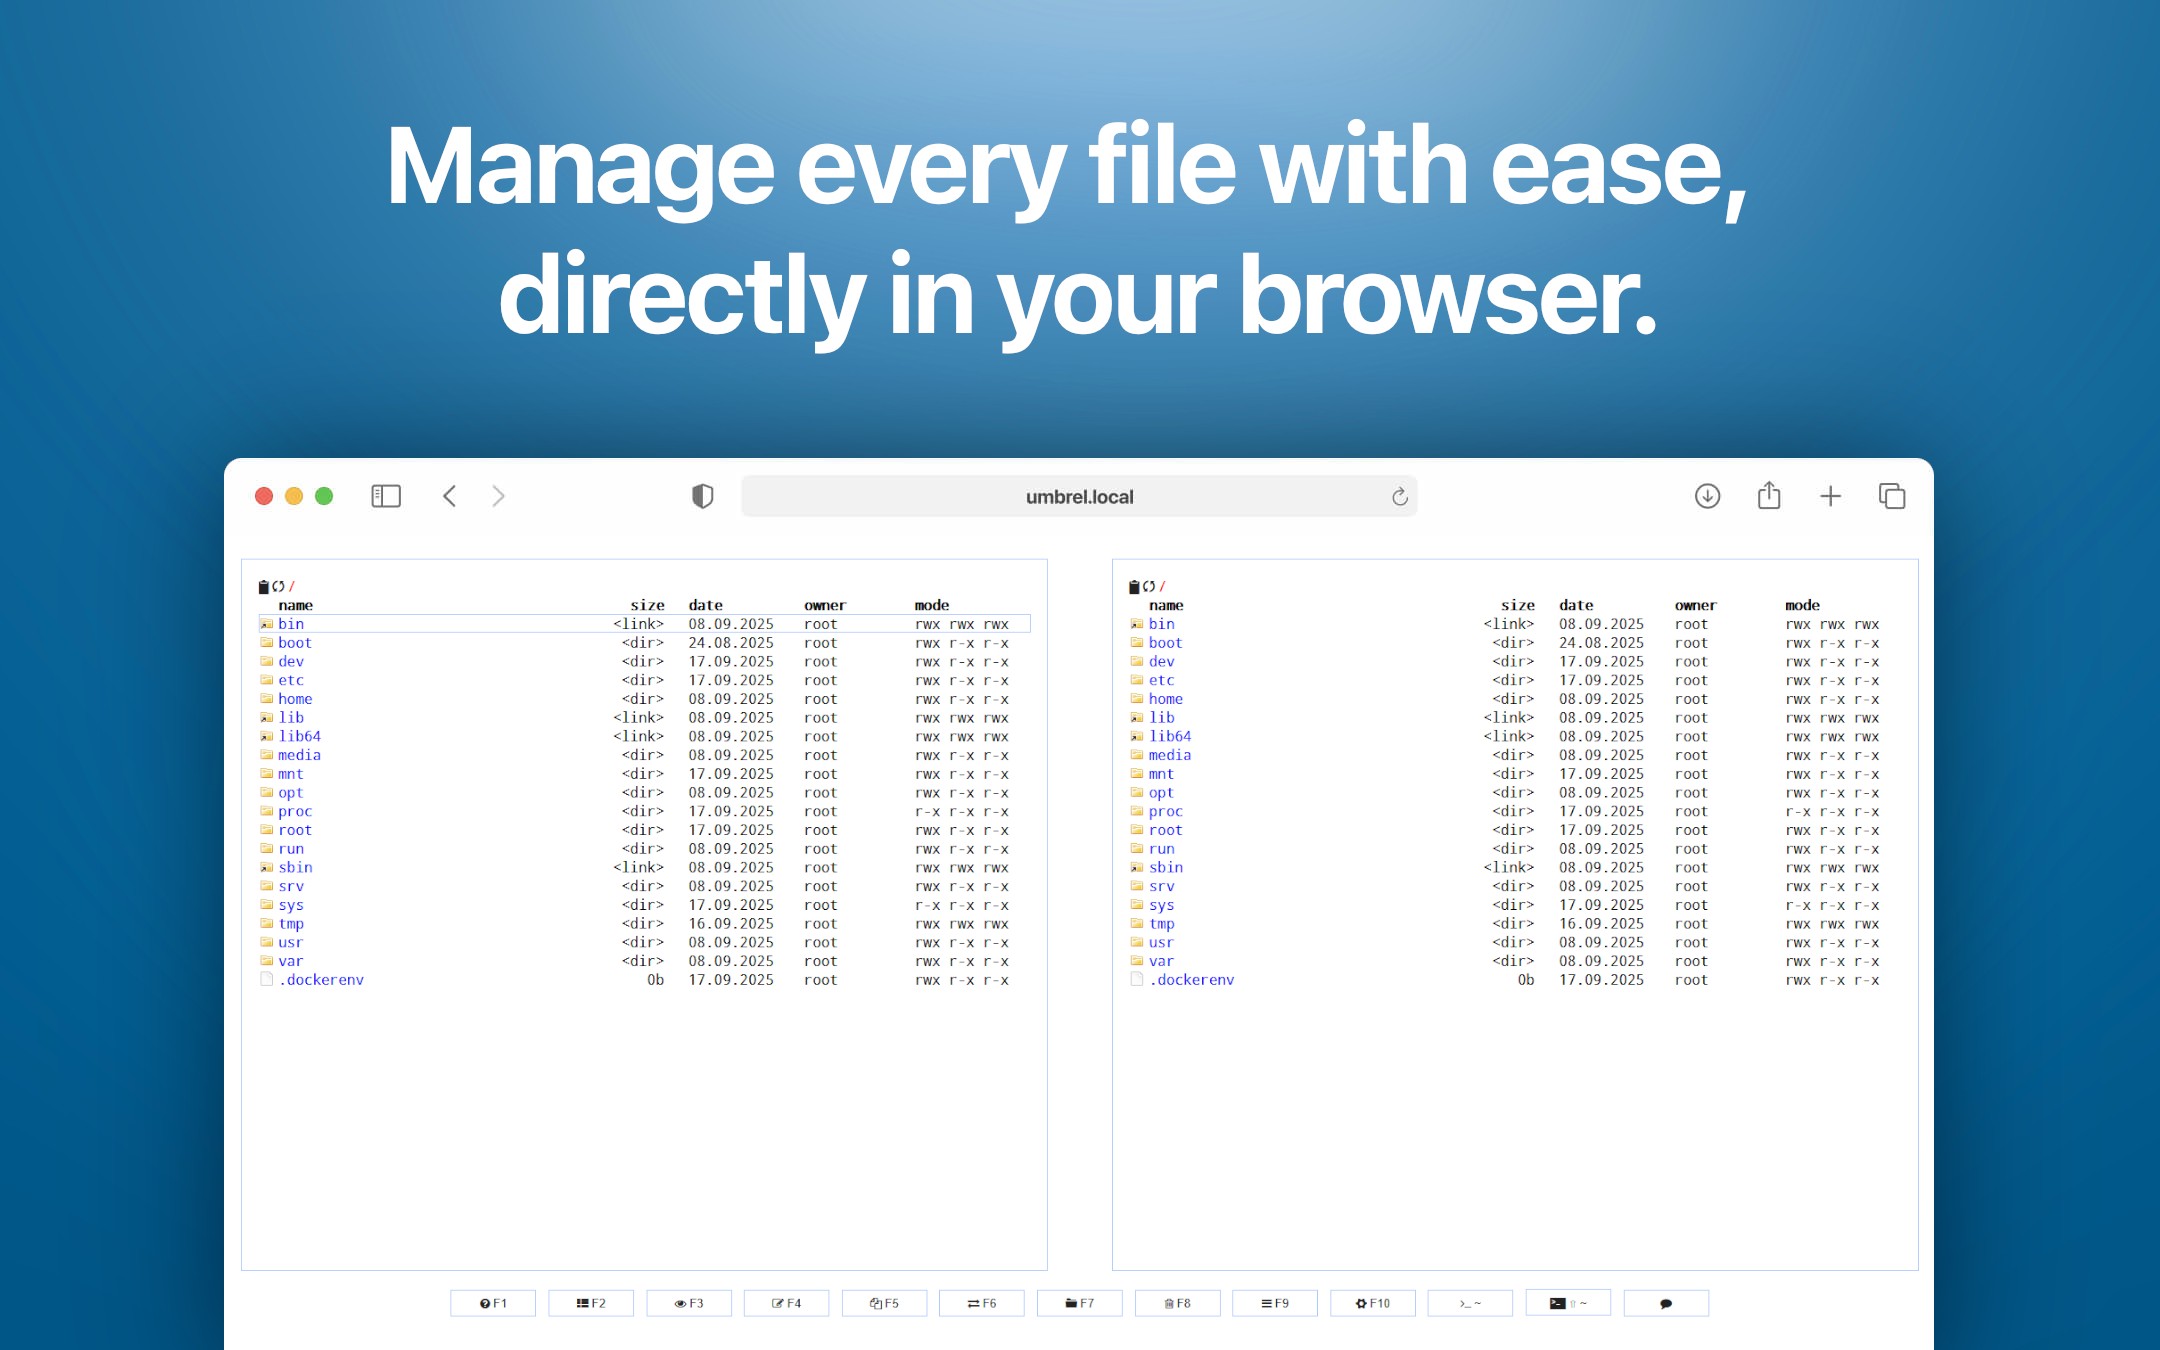 Manage every file with ease,
directly in your browser.
umbrel.local
/
name size date owner mode
bin <link> 08.09.2025 root rwx rwx rwx
boot <dir> 24.08.2025 root rwx r-x r-x
dev <dir> 17.09.2025 root rwx r-x r-x
etc <dir> 17.09.2025 root rwx r-x r-x
home <dir> 08.09.2025 root rwx r-x r-x
lib <link> 08.09.2025 root rwx rwx rwx
lib64 <link> 08.09.2025 root rwx rwx rwx
media <dir> 08.09.2025 root rwx r-x r-x
mnt <dir> 17.09.2025 root rwx r-x r-x
opt <dir> 08.09.2025 root rwx r-x r-x
proc <dir> 17.09.2025 root r-x r-x r-x
root <dir> 17.09.2025 root rwx r-x r-x
run <dir> 08.09.2025 root rwx r-x r-x
sbin <link> 08.09.2025 root rwx rwx rwx
srv <dir> 08.09.2025 root rwx r-x r-x
sys <dir> 17.09.2025 root r-x r-x r-x
tmp <dir> 16.09.2025 root rwx rwx rwx
usr <dir> 08.09.2025 root rwx r-x r-x
var <dir> 08.09.2025 root rwx r-x r-x
.dockerenv 0b 17.09.2025 root rwx r-x r-x
/
name size date owner mode
bin <link> 08.09.2025 root rwx rwx rwx
boot <dir> 24.08.2025 root rwx r-x r-x
dev <dir> 17.09.2025 root rwx r-x r-x
etc <dir> 17.09.2025 root rwx r-x r-x
home <dir> 08.09.2025 root rwx r-x r-x
lib <link> 08.09.2025 root rwx rwx rwx
lib64 <link> 08.09.2025 root rwx rwx rwx
media <dir> 08.09.2025 root rwx r-x r-x
mnt <dir> 17.09.2025 root rwx r-x r-x
opt <dir> 08.09.2025 root rwx r-x r-x
proc <dir> 17.09.2025 root r-x r-x r-x
root <dir> 17.09.2025 root rwx r-x r-x
run <dir> 08.09.2025 root rwx r-x r-x
sbin <link> 08.09.2025 root rwx rwx rwx
srv <dir> 08.09.2025 root rwx r-x r-x
sys <dir> 17.09.2025 root r-x r-x r-x
tmp <dir> 16.09.2025 root rwx rwx rwx
usr <dir> 08.09.2025 root rwx r-x r-x
var <dir> 08.09.2025 root rwx r-x r-x
.dockerenv 0b 17.09.2025 root rwx r-x r-x
F1 F2 F3 F4 F5 F6 F7 F8 F9 F10 >_ ~ >_ ⇧ ~